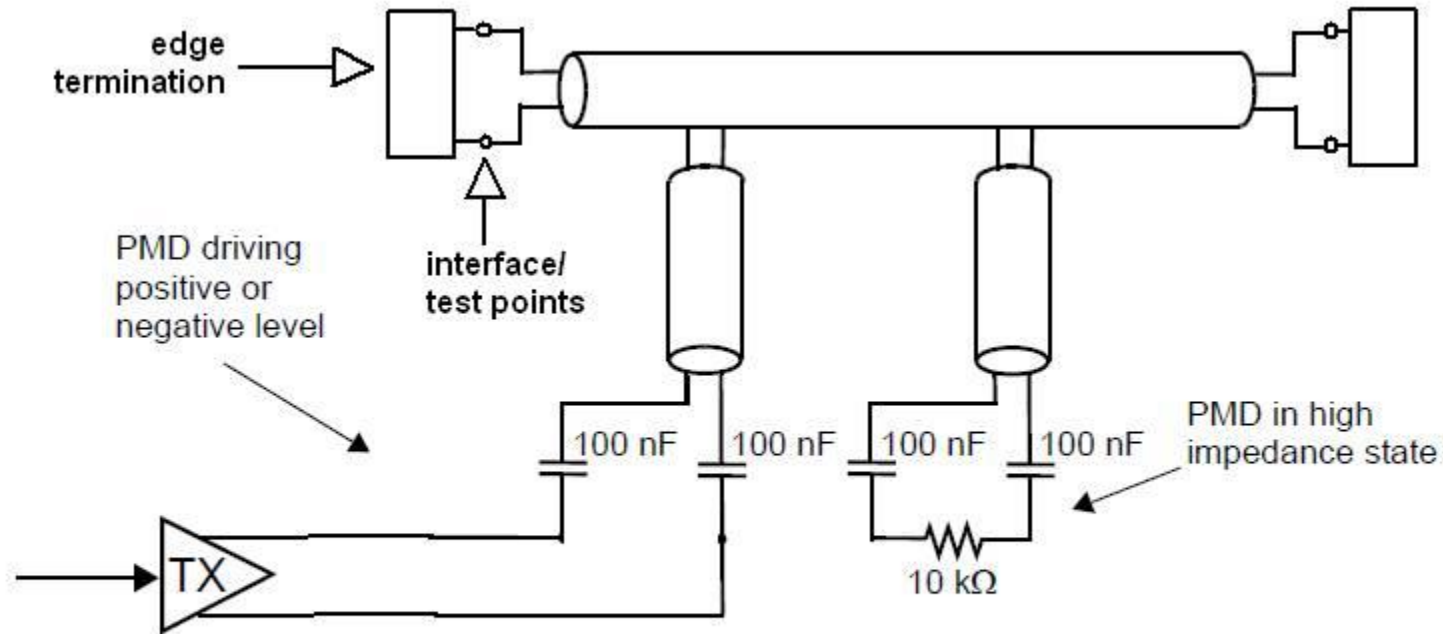 edge
termination
PMD driving
positive or
negative level
interface/
test points
100 nF
100 nF
100 nF
100 nF
PMD in high
impedance state
TX
10 kΩ